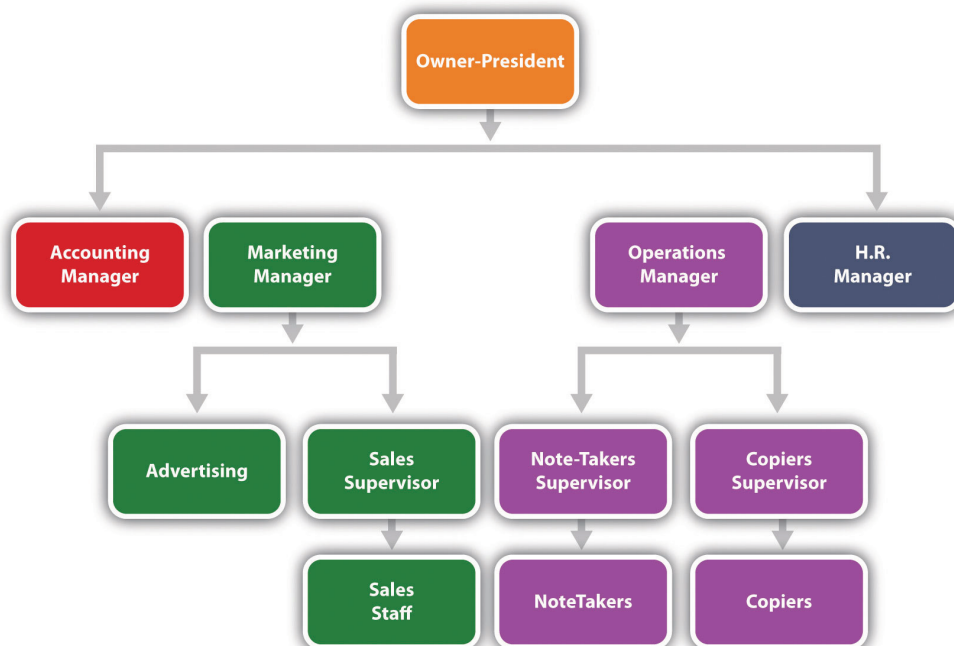 Owner-President
Accounting
Manager
Marketing
Manager
Operations
Manager
H.R.
Manager
Advertising
Sales
Supervisor
Note-Takers
Supervisor
Copiers
Supervisor
Sales
Staff
NoteTakers
Copiers